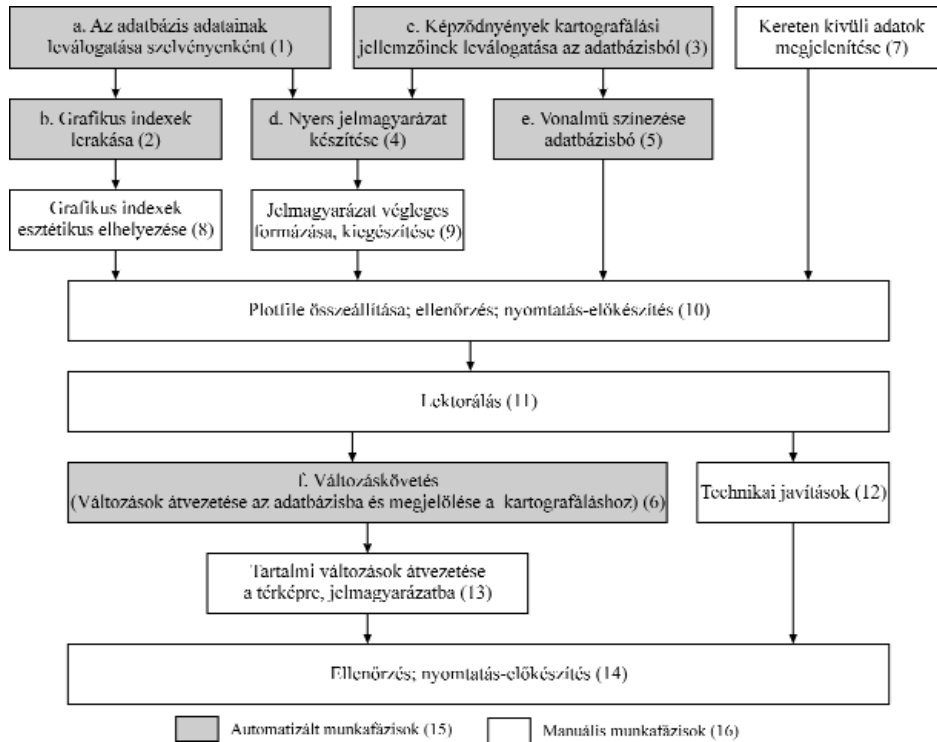 a. Az adatbázis adatainak
leválogatása szelvényenként (1)
c. Képződnyények kartografálási
jellemzőinek leválogatása az adatbázisból (3)
Kereten kívüli adatok
megjelenítése (7)
b. Grafikus indexek
lerakása (2)
d. Nyers jelmagyarázat
készítése (4)
e. Vonalmű színezése
adatbázisbó (5)
Grafikus indexek
esztétikus elhelyezése (8)
Jelmagyarázat végleges
formázása, kiegészítése (9)
Plotfile összeállítása; ellenőrzés; nyomtatás-előkészítés (10)
Lektorálás (11)
f. Változáskövetés
(Változások átvezetése az adatbázisba és megjelölése a kartografáláshoz) (6)
Technikai javítások (12)
Tartalmi változások átvezetése
a térképre, jelmagyarázatba (13)
Ellenőrzés; nyomtatás-előkészítés (14)
Automatizált munkafázisok (15)
Manuális munkafázisok (16)